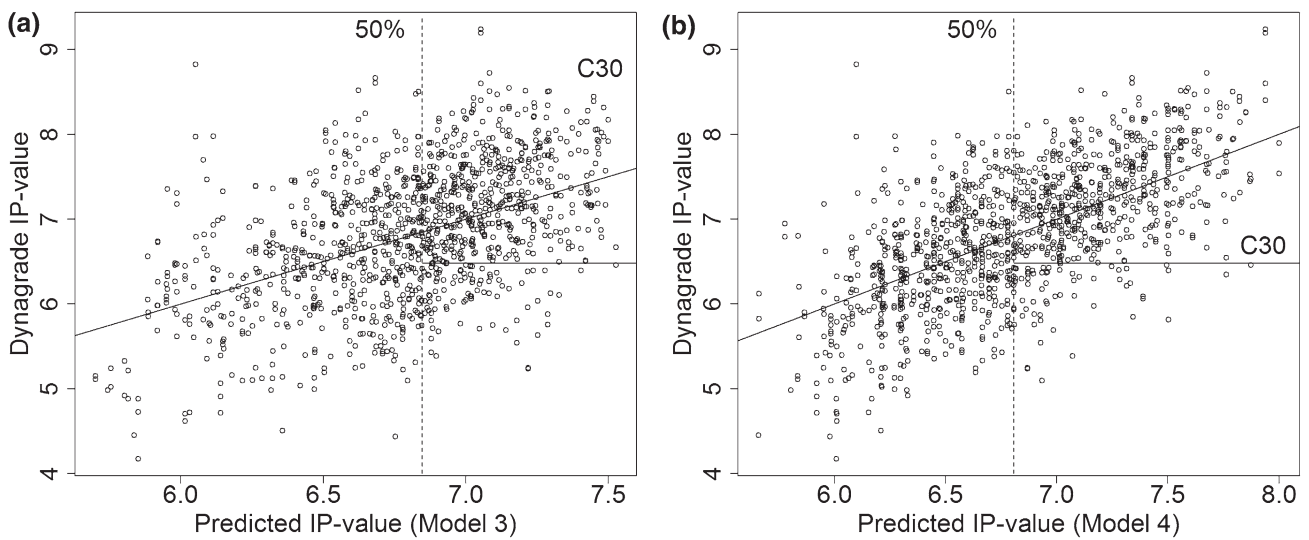 (a)
50%
C30
9
8
7
6
5
4
Dynagrade IP-value
6.0 6.5 7.0 7.5
Predicted IP-value (Model 3)
(b)
50%
C30
9
8
7
6
5
4
Dynagrade IP-value
6.0 6.5 7.0 7.5 8.0
Predicted IP-value (Model 4)